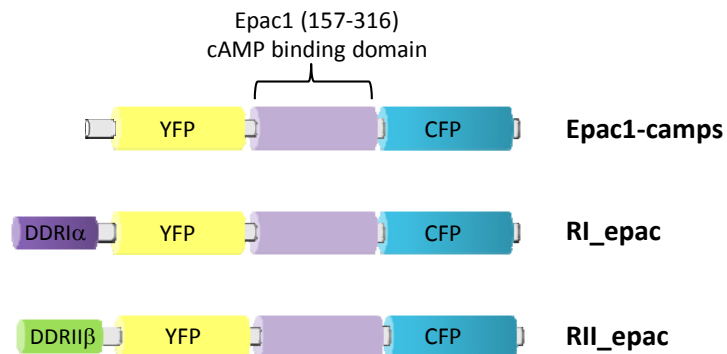 Epac1 (157-316)
cAMP binding domain
YFP CFP Epac1-camps
DDRIα YFP CFP RI_epac
DDRIIβ YFP CFP RII_epac